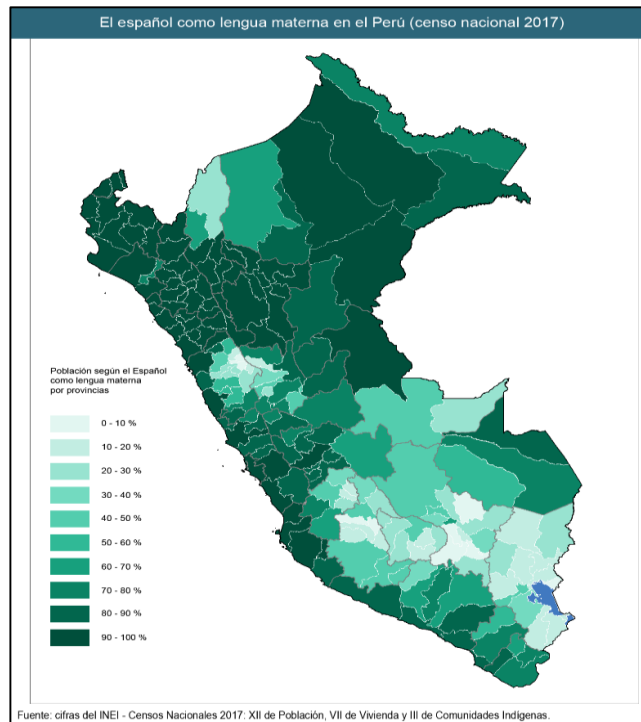 El español como lengua materna en el Perú (censo nacional 2017)
Población según el Español
como lengua materna
por provincias
0 - 10 %
10 - 20 %
20 - 30 %
30 - 40 %
40 - 50 %
50 - 60 %
60 - 70 %
70 - 80 %
80 - 90 %
90 - 100 %
Fuente: cifras del INEI - Censos Nacionales 2017: XII de Población, VII de Vivienda y III de Comunidades Indígenas.